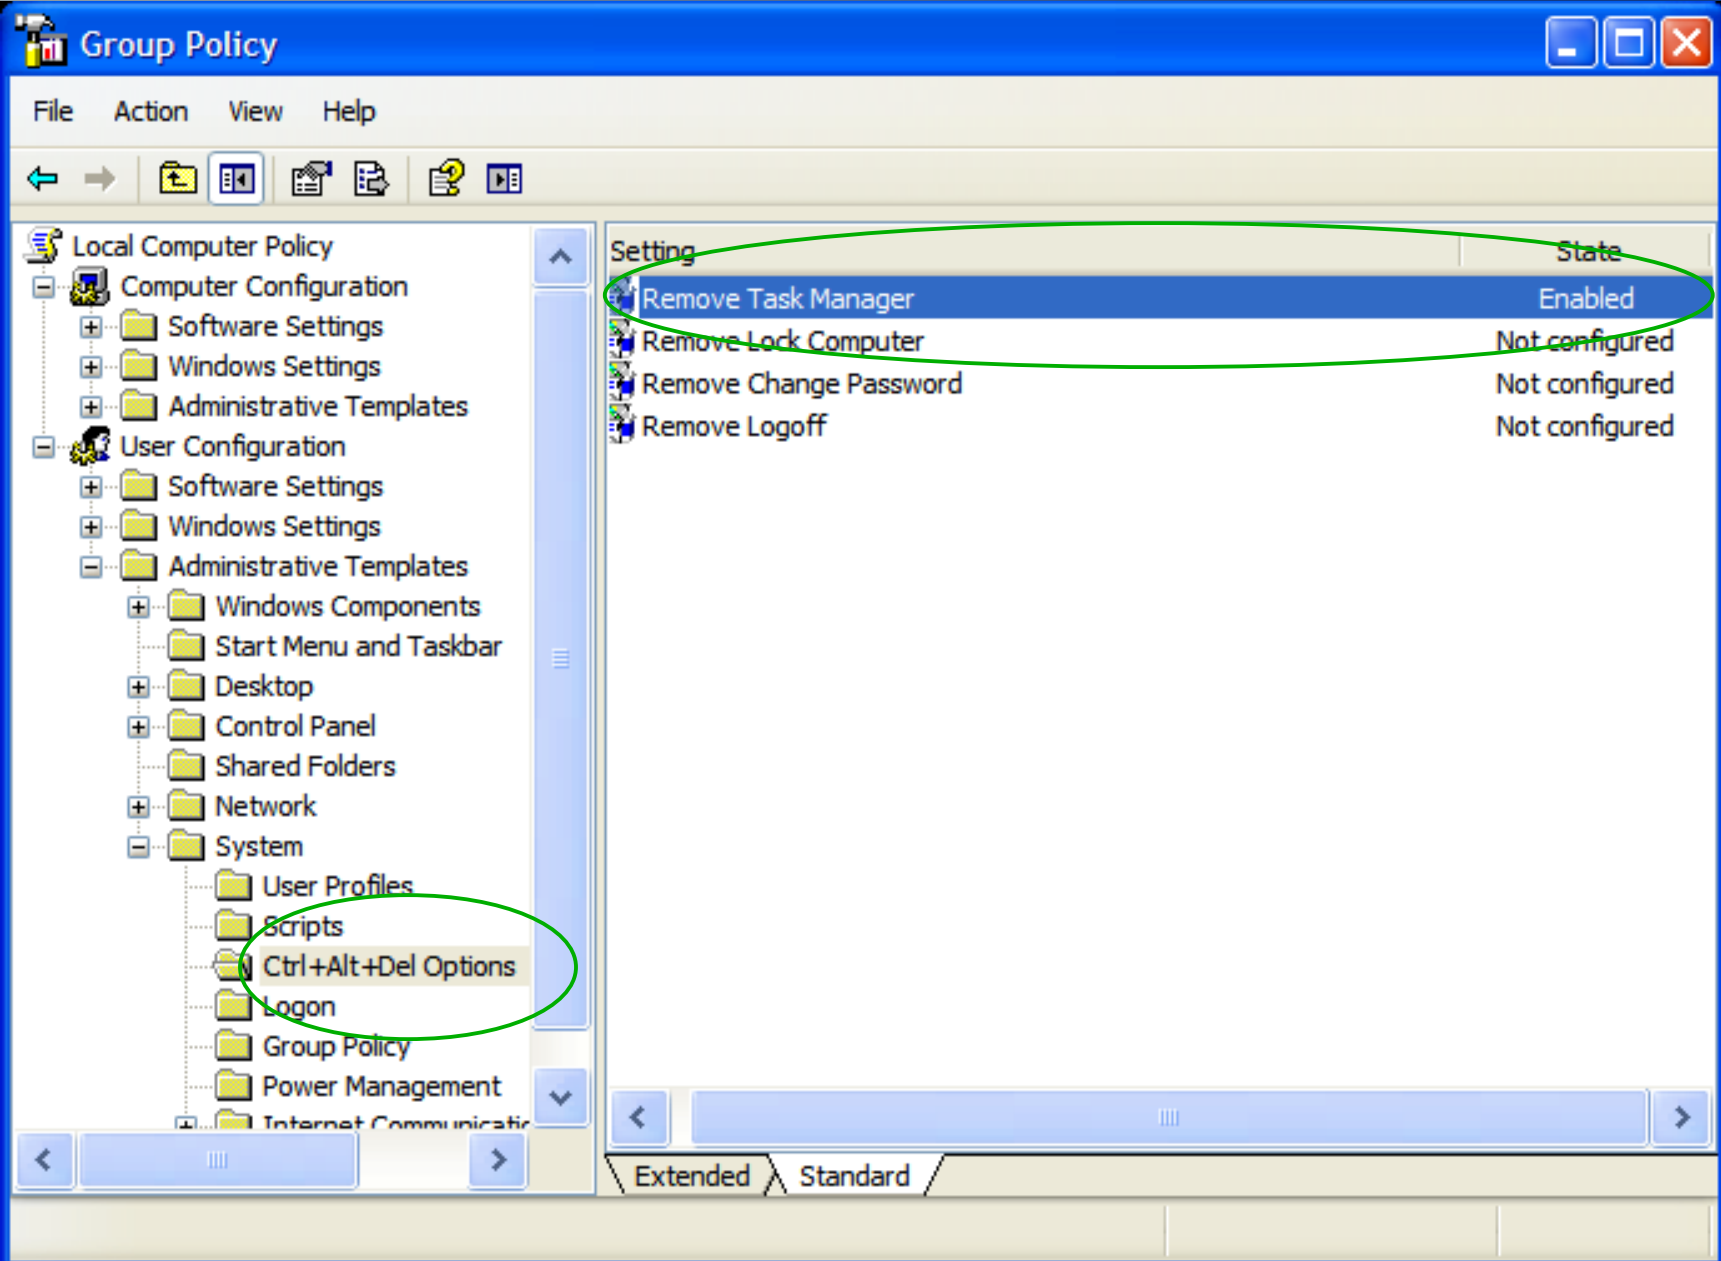 Group Policy
File Action View Help
Local Computer Policy
Computer Configuration
Software Settings
Windows Settings
Administrative Templates
User Configuration
Software Settings
Windows Settings
Administrative Templates
Windows Components
Start Menu and Taskbar
Desktop
Control Panel
Shared Folders
Network
System
User Profiles
Scripts
Ctrl+Alt+Del Options
Logon
Group Policy
Power Management
Internet Communicatio
Setting State
Remove Task Manager Enabled
Remove Lock Computer Not configured
Remove Change Password Not configured
Remove Logoff Not configured
Extended Standard